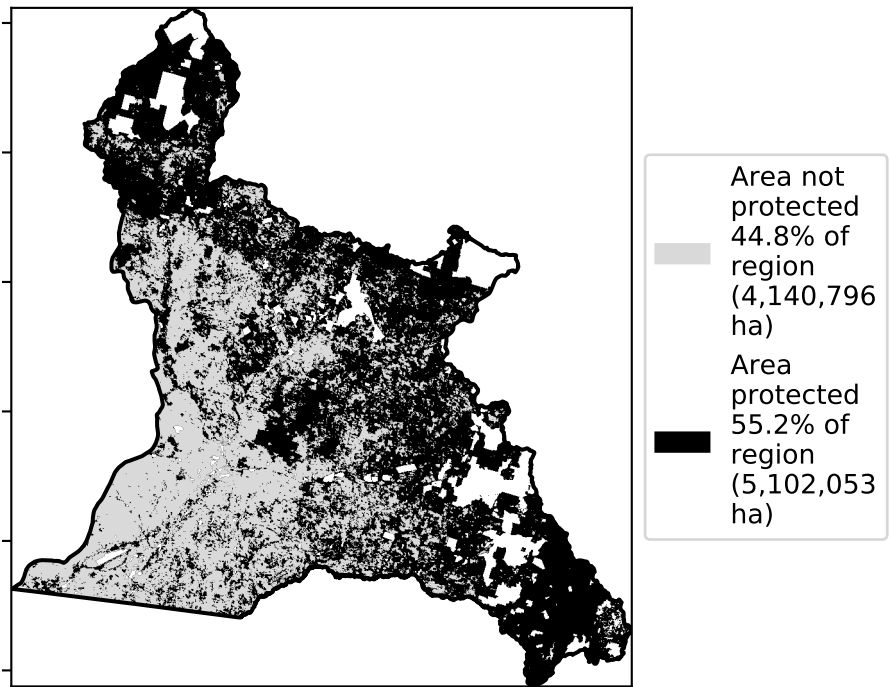 Area not
protected
44.8% of
region
(4,140,796
ha)
Area
protected
55.2% of
region
(5,102,053
ha)